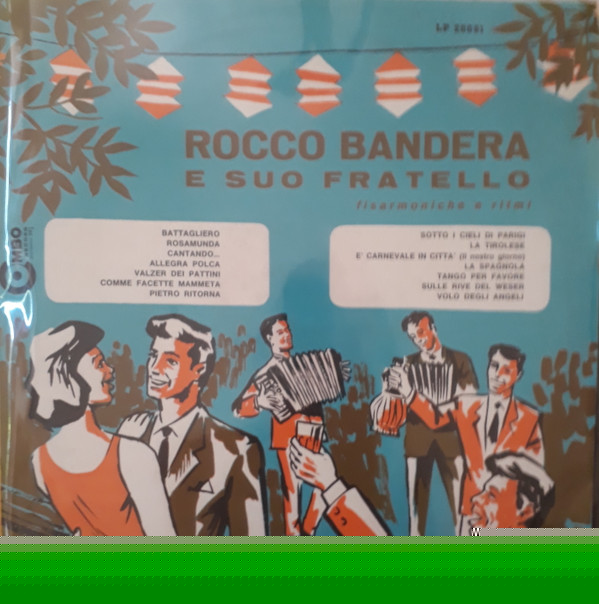 LP 20031
ROCCO BANDERA
E SUO FRATELLO
fisarmoniche e ritmi
BATTAGLIERO
ROSAMUNDA
CANTANDO...
ALLEGRA POLCA
VALZER DEI PATTINI
COMME FACETTE MAMMETA
PIETRO RITORNA
SOTTO I CIELI DI PARIGI
LA TIROLESE
E' CARNEVALE IN CITTA' (Il nostro giorno)
LA SPAGNOLA
TANGO PER FAVORE
SULLE RIVE DEL WESER
VOLO DEGLI ANGELI